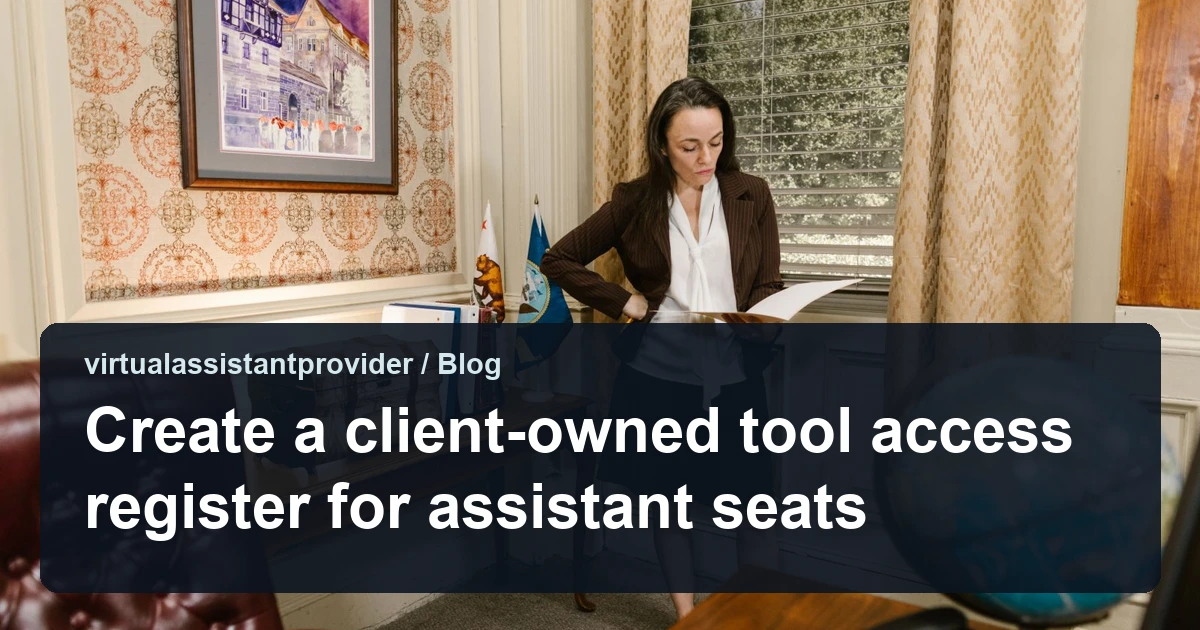 virtualassistantprovider / Blog
Create a client-owned tool access
register for assistant seats